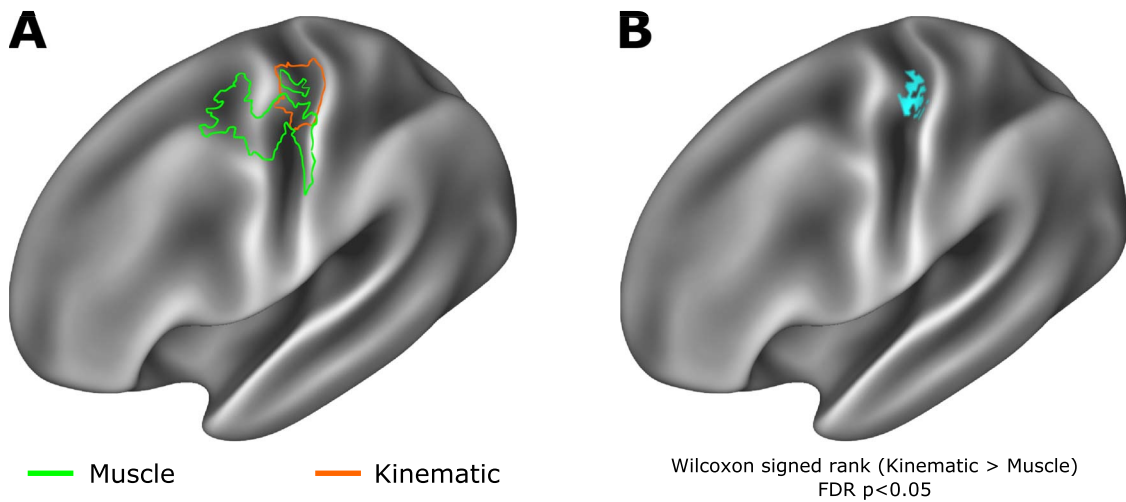 A
B
Muscle
Kinematic
Wilcoxon signed rank (Kinematic > Muscle)
FDR p<0.05